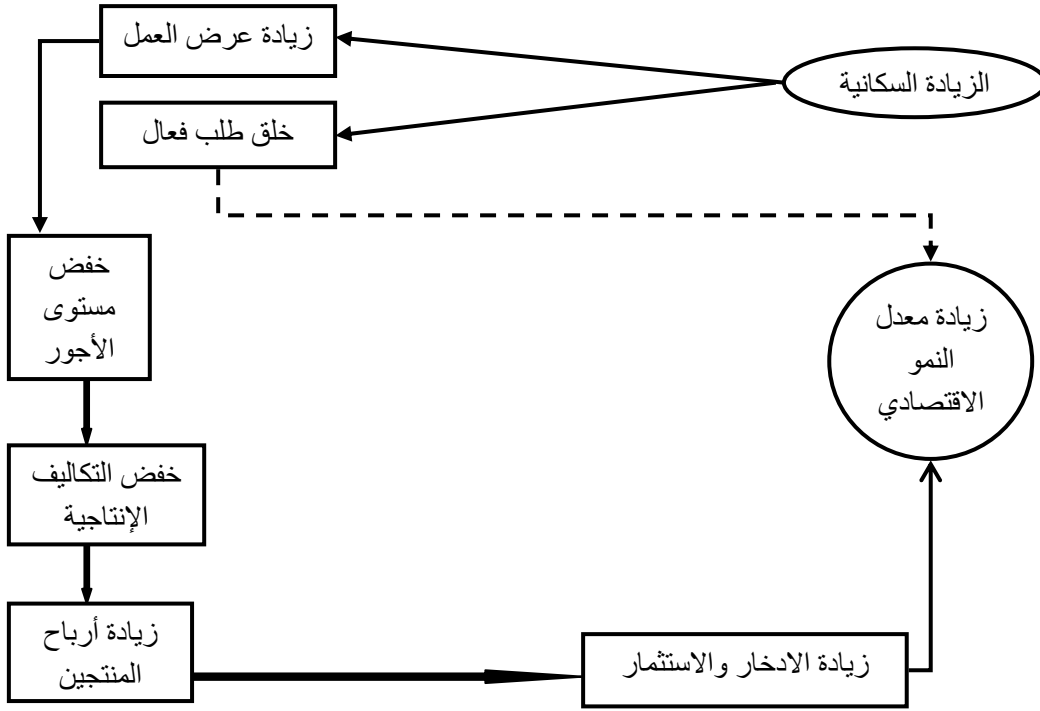 زيادة عرض العمل
الزيادة السكانية
خلق طلب فعال
خفض
مستوى
الأجور
زيادة معدل
النمو
الاقتصادي
خفض التكاليف
الإنتاجية
زيادة أرباح
المنتجين
زيادة الادخار والاستثمار